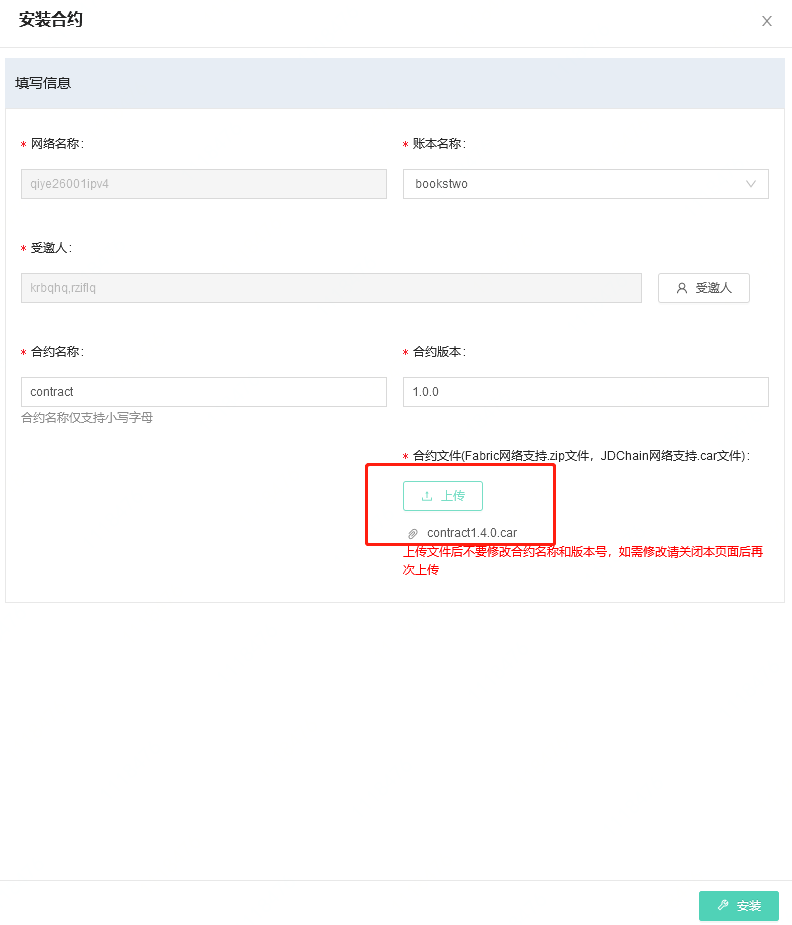 安装合约
填写信息
* 网络名称:
* 账本名称:
qiye26001ipv4
bookstwo
* 受邀人:
krbqhq,rziflq
受邀人
* 合约名称:
* 合约版本:
contract
1.0.0
合约名称仅支持小写字母
* 合约文件(Fabric网络支持.zip文件，JDChain网络支持.car文件):
上传
contract1.4.0.car
上传文件后不要修改合约名称和版本号，如需修改请关闭本页面后再
次上传
安装